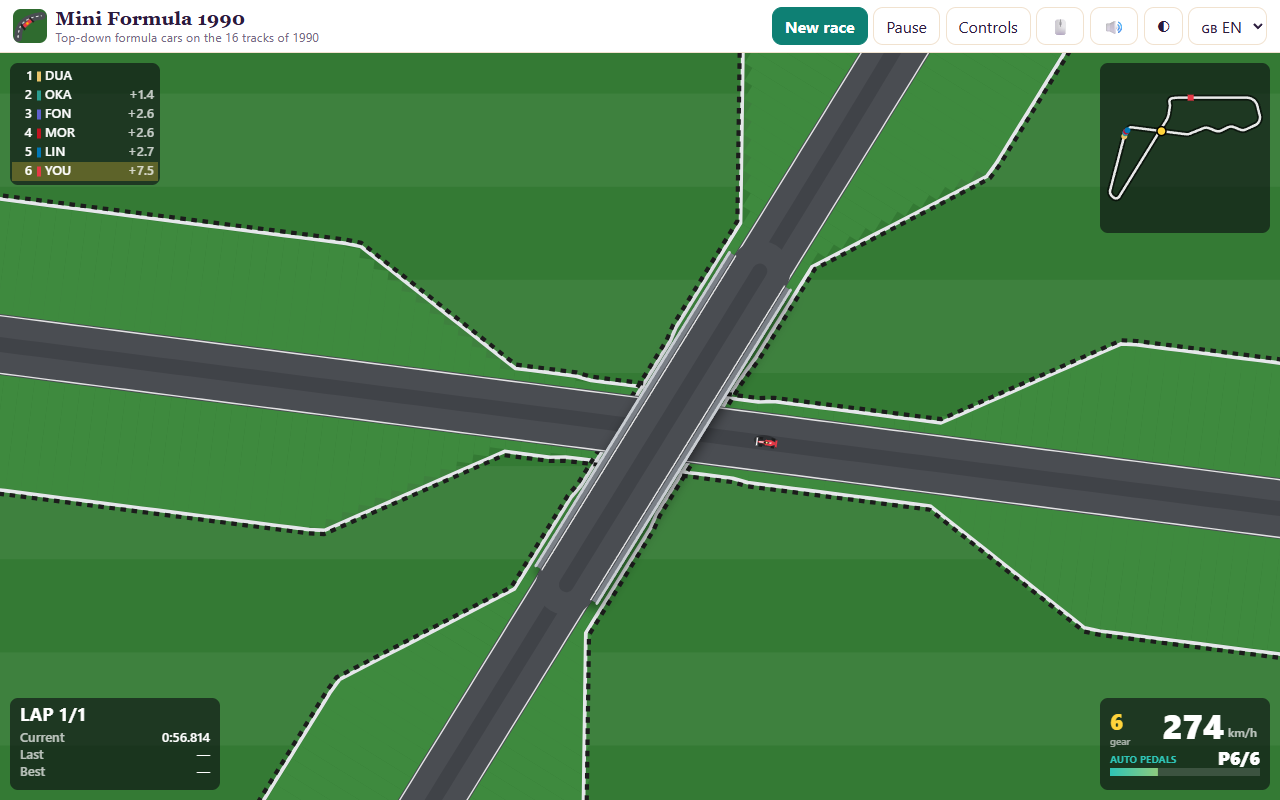 Mini Formula 1990
Top-down formula cars on the 16 tracks of 1990
New race
Pause
Controls
GB EN
1 DUA
2 OKA +1.4
3 FON +2.6
4 MOR +2.6
5 LIN +2.7
6 YOU +7.5
LAP 1/1
Current 0:56.814
Last —
Best —
6 274 km/h
gear
AUTO PEDALS P6/6